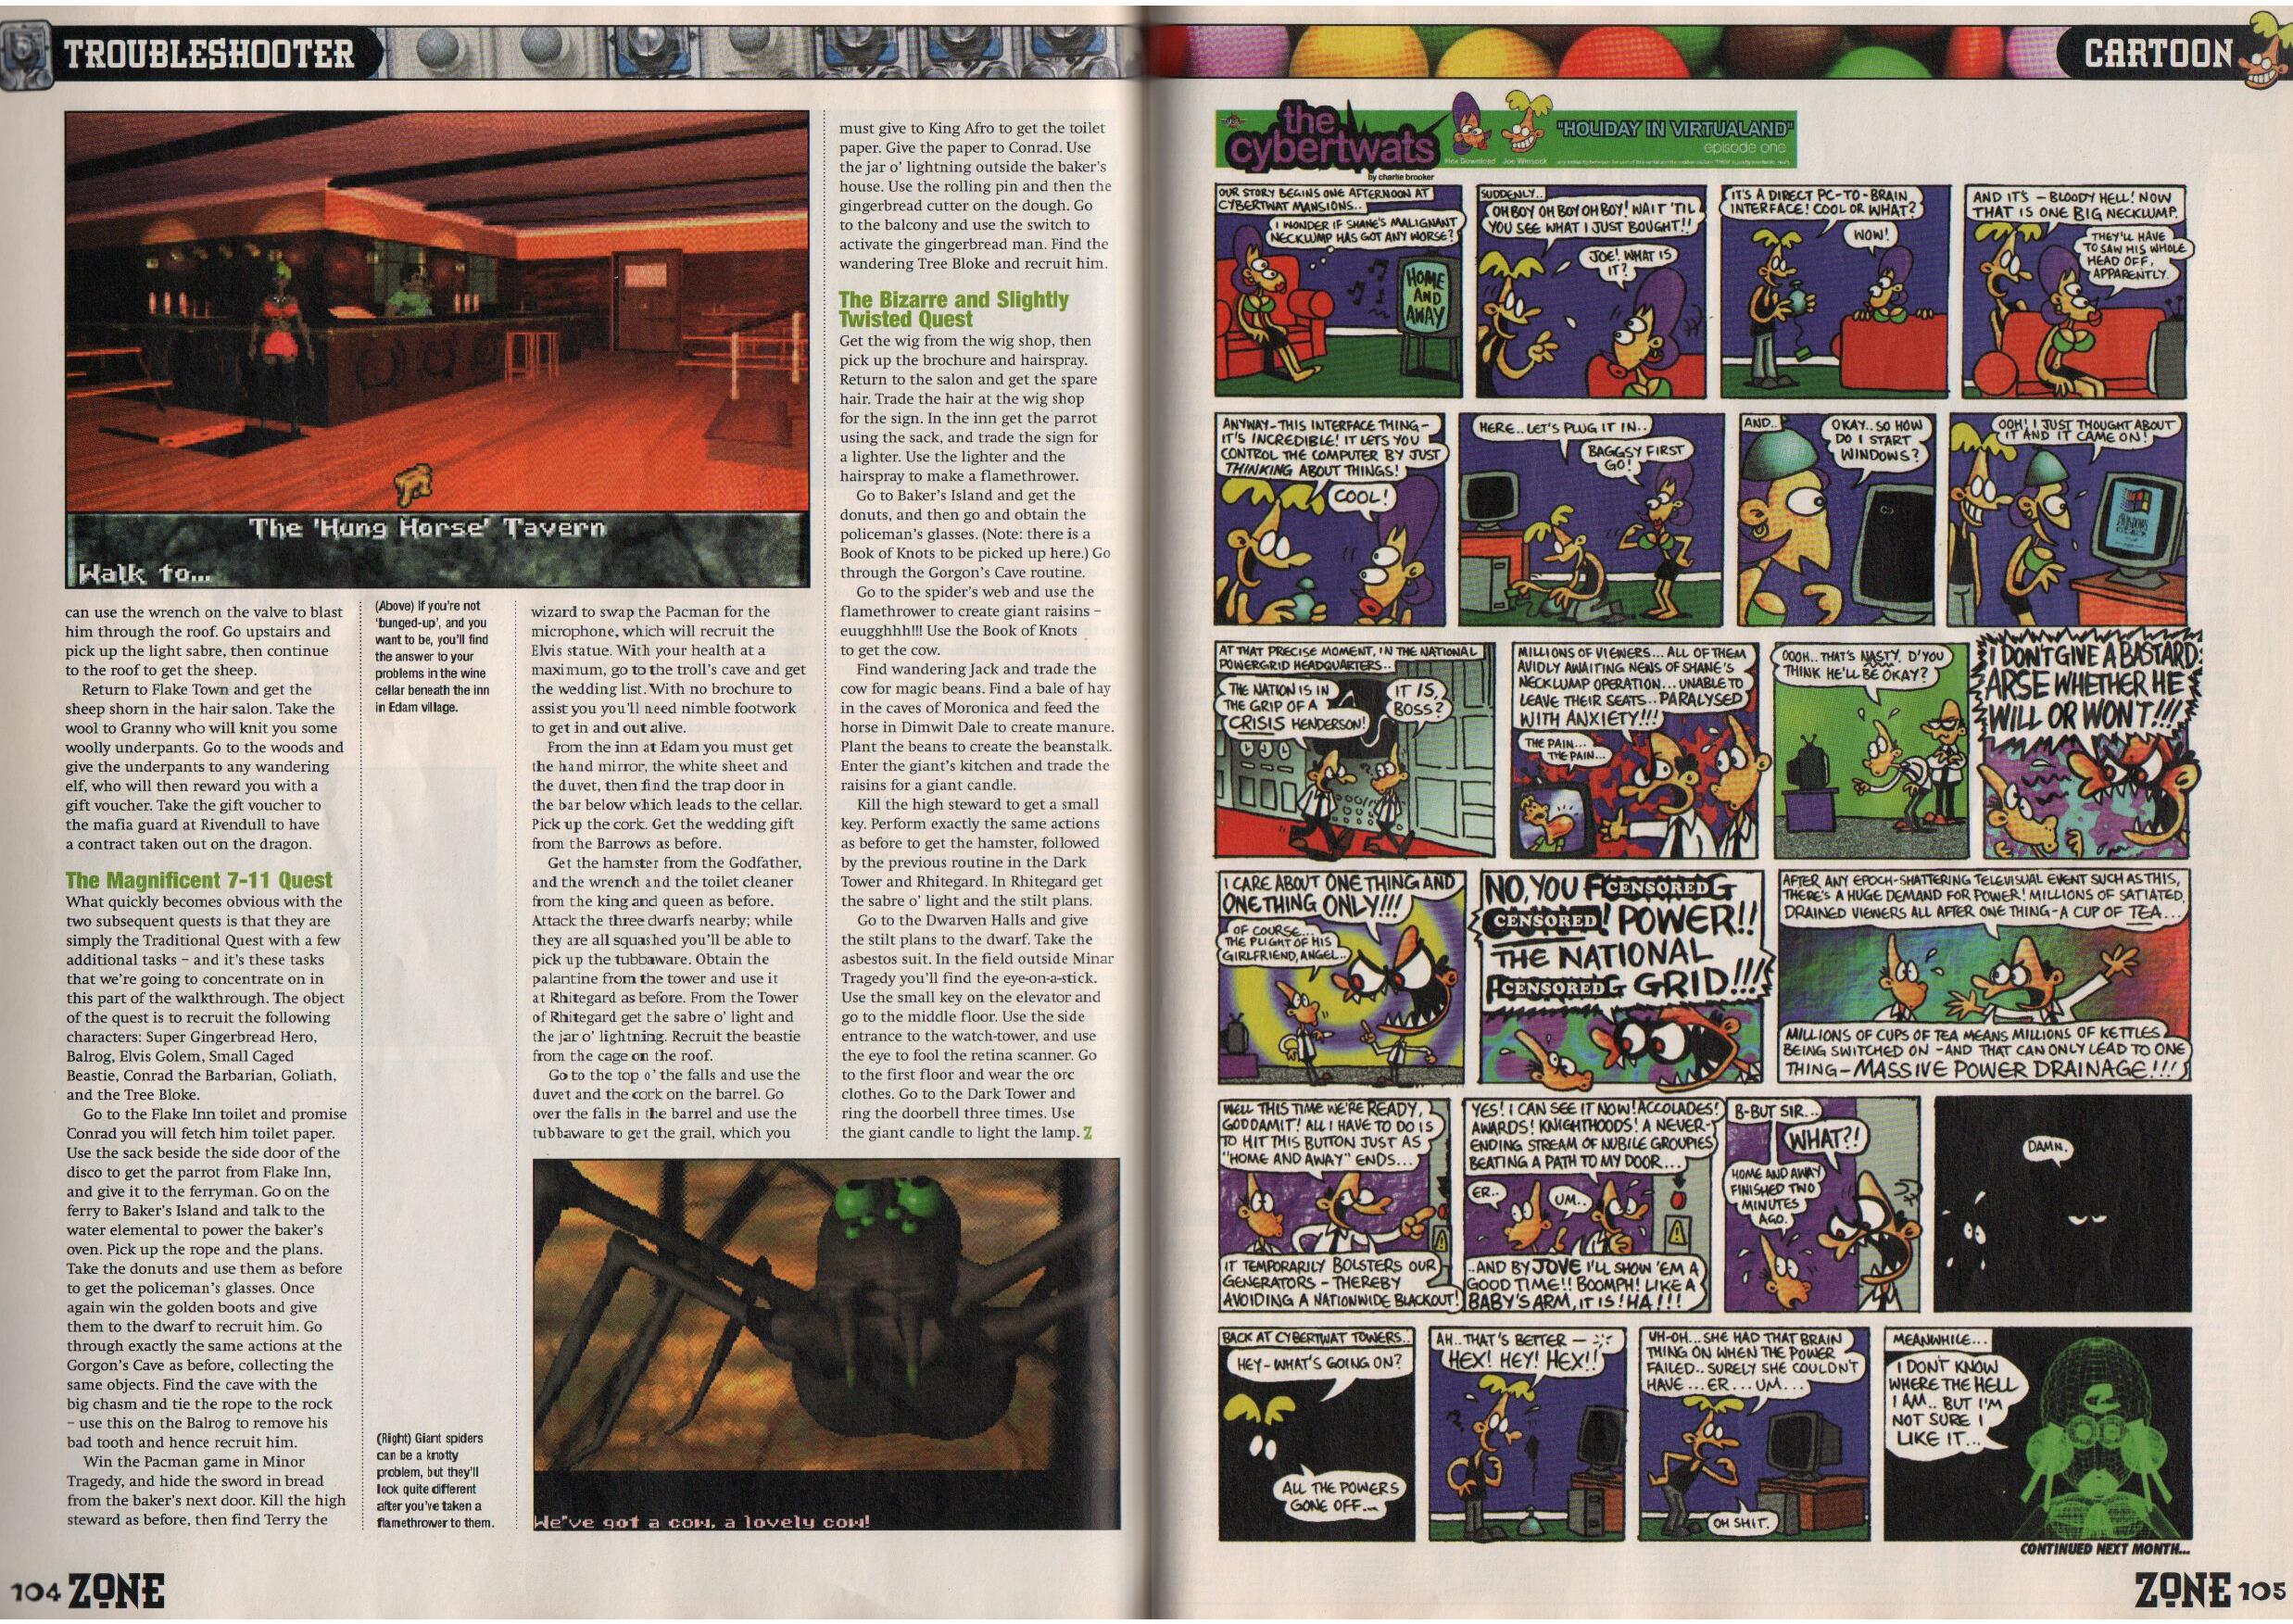 TROUBLESHOOTER
The 'Hung Horse' Tavern
Walk to...
can use the wrench on the valve to blast
him through the roof. Go upstairs and
pick up the light sabre, then continue
to the roof to get the sheep.
Return to Flake Town and get the
sheep shorn in the hair salon. Take the
wool to Granny who will knit you some
woolly underpants. Go to the woods and
give the underpants to any wandering
elf, who will then reward you with a
gift voucher. Take the gift voucher to
the mafia guard at Rivendull to have
a contract taken out on the dragon.
The Magnificent 7-11 Quest
What quickly becomes obvious with the
two subsequent quests is that they are
simply the Traditional Quest with a few
additional tasks – and it's these tasks
that we're going to concentrate on in
this part of the walkthrough. The object
of the quest is to recruit the following
characters: Super Gingerbread Hero,
Balrog, Elvis Golem, Small Caged
Beastie, Conrad the Barbarian, Goliath,
and the Tree Bloke.
Go to the Flake Inn toilet and promise
Conrad you will fetch him toilet paper.
Use the sack beside the side door of the
disco to get the parrot from Flake Inn,
and give it to the ferryman. Go on the
ferry to Baker's Island and talk to the
water elemental to power the baker's
oven. Pick up the rope and the plans.
Take the donuts and use them as before
to get the policeman's glasses. Once
again win the golden boots and give
them to the dwarf to recruit him. Go
through exactly the same actions at the
Gorgon's Cave as before, collecting the
same objects. Find the cave with the
big chasm and tie the rope to the rock
– use this on the Balrog to remove his
bad tooth and hence recruit him.
Win the Pacman game in Minor
Tragedy, and hide the sword in bread
from the baker's next door. Kill the high
steward as before, then find Terry the
(Above) If you're not
'bunged-up', and you
want to be, you'll find
the answer to your
problems in the wine
cellar beneath the inn
in Edam village.
(Right) Giant spiders
can be a knotty
problem, but they'll
look quite different
after you've taken a
flamethrower to them.
wizard to swap the Pacman for the
microphone, which will recruit the
Elvis statue. With your health at a
maximum, go to the troll's cave and get
the wedding list. With no brochure to
assist you you'll need nimble footwork
to get in and out alive.
From the inn at Edam you must get
the hand mirror, the white sheet and
the duvet, then find the trap door in
the bar below which leads to the cellar.
Pick up the cork. Get the wedding gift
from the Barrows as before.
Get the hamster from the Godfather,
and the wrench and the toilet cleaner
from the king and queen as before.
Attack the three dwarfs nearby; while
they are all squashed you'll be able to
pick up the tubbaware. Obtain the
palantine from the tower and use it
at Rhitegard as before. From the Tower
of Rhitegard get the sabre o' light and
the jar o' lightning. Recruit the beastie
from the cage on the roof.
Go to the top o' the falls and use the
duvet and the cork on the barrel. Go
over the falls in the barrel and use the
tubbaware to get the grail, which you
must give to King Afro to get the toilet
paper. Give the paper to Conrad. Use
the jar o' lightning outside the baker's
house. Use the rolling pin and then the
gingerbread cutter on the dough. Go
to the balcony and use the switch to
activate the gingerbread man. Find the
wandering Tree Bloke and recruit him.
The Bizarre and Slightly
Twisted Quest
Get the wig from the wig shop, then
pick up the brochure and hairspray.
Return to the salon and get the spare
hair. Trade the hair at the wig shop
for the sign. In the inn get the parrot
using the sack, and trade the sign for
a lighter. Use the lighter and the
hairspray to make a flamethrower.
Go to Baker's Island and get the
donuts, and then go and obtain the
policeman's glasses. (Note: there is a
Book of Knots to be picked up here.) Go
through the Gorgon's Cave routine.
Go to the spider's web and use the
flamethrower to create giant raisins –
euugghhh!!! Use the Book of Knots
to get the cow.
Find wandering Jack and trade the
cow for magic beans. Find a bale of hay
in the caves of Moronica and feed the
horse in Dimwit Dale to create manure.
Plant the beans to create the beanstalk.
Enter the giant's kitchen and trade the
raisins for a giant candle.
Kill the high steward to get a small
key. Perform exactly the same actions
as before to get the hamster, followed
by the previous routine in the Dark
Tower and Rhitegard. In Rhitegard get
the sabre o' light and the stilt plans.
Go to the Dwarven Halls and give
the stilt plans to the dwarf. Take the
asbestos suit. In the field outside Minar
Tragedy you'll find the eye-on-a-stick.
Use the small key on the elevator and
go to the middle floor. Use the side
entrance to the watch-tower, and use
the eye to fool the retina scanner. Go
to the first floor and wear the orc
clothes. Go to the Dark Tower and
ring the doorbell three times. Use
the giant candle to light the lamp. Z
We've got a cow, a lovely cow!
104 ZONE
CARTOON
the
cybertwats
by charlie brooker
Hex Download Joe Winsock
"HOLIDAY IN VIRTUALAND"
episode one
OUR STORY BEGINS ONE AFTERNOON AT
CYBERTWAT MANSIONS..
I WONDER IF SHANE'S MALIGNANT
NECKLUMP HAS GOT ANY WORSE?
HOME
AND
AWAY
SUDDENLY..
OH BOY OH BOY OH BOY! WAIT 'TIL
YOU SEE WHAT I JUST BOUGHT!!
JOE! WHAT IS
IT?
IT'S A DIRECT PC-TO-BRAIN
INTERFACE! COOL OR WHAT?
WOW!
AND IT'S – BLOODY HELL! NOW
THAT IS ONE BIG NECKLUMP.
THEY'LL HAVE
TO SAW HIS WHOLE
HEAD OFF,
APPARENTLY.
ANYWAY-THIS INTERFACE THING-
IT'S INCREDIBLE! IT LETS YOU
CONTROL THE COMPUTER BY JUST
THINKING ABOUT THINGS!
COOL!
HERE.. LET'S PLUG IT IN..
BAGGSY FIRST
GO!
AND..
OKAY..SO HOW
DO I START
WINDOWS?
OOH! I JUST THOUGHT ABOUT
IT AND IT CAME ON!
AT THAT PRECISE MOMENT, IN THE NATIONAL
POWERGRID HEADQUARTERS..
THE NATION IS IN
THE GRIP OF A
CRISIS HENDERSON!
IT IS,
BOSS?
MILLIONS OF VIEWERS... ALL OF THEM
AVIDLY AWAITING NEWS OF SHANE'S
NECKLUMP OPERATION...UNABLE TO
LEAVE THEIR SEATS..PARALYSED
WITH ANXIETY!!!
THE PAIN...
THE PAIN...
OOOH..THAT'S NASTY. D'YOU
THINK HE'LL BE OKAY?
I DON'T GIVE A BASTARD
ARSE WHETHER HE
WILL OR WON'T!!!
I CARE ABOUT ONE THING AND
ONE THING ONLY!!!
OF COURSE...
THE PLIGHT OF HIS
GIRLFRIEND, ANGEL..
NO, YOU F CENSORED G
CENSORED! POWER!!
THE NATIONAL
F CENSORED G GRID!!!!
AFTER ANY EPOCH-SHATTERING TELEVISUAL EVENT SUCH AS THIS,
THERE'S A HUGE DEMAND FOR POWER! MILLIONS OF SATIATED,
DRAINED VIEWERS ALL AFTER ONE THING-A CUP OF TEA...
MILLIONS OF CUPS OF TEA MEANS MILLIONS OF KETTLES
BEING SWITCHED ON -AND THAT CAN ONLY LEAD TO ONE
THING-MASSIVE POWER DRAINAGE!!!
WELL THIS TIME WE'RE READY,
GODDAMIT! ALL I HAVE TO DO IS
TO HIT THIS BUTTON JUST AS
"HOME AND AWAY" ENDS...
IT TEMPORARILY BOLSTERS OUR
GENERATORS - THEREBY
AVOIDING A NATIONWIDE BLACKOUT!
YES! I CAN SEE IT NOW! ACCOLADES!
AWARDS! KNIGHTHOODS! A NEVER-
ENDING STREAM OF NUBILE GROUPIES
BEATING A PATH TO MY DOOR....
ER..
UM..
..AND BY JOVE I'LL SHOW 'EM A
GOOD TIME!! BOOMPH! LIKE A
BABY'S ARM, IT IS! HA!!!
B-BUT SIR...
WHAT?!
HOME AND AWAY
FINISHED TWO
MINUTES
AGO.
DAMN.
BACK AT CYBERTWAT TOWERS..
HEY-WHAT'S GOING ON?
ALL THE POWERS
GONE OFF...
AH..THAT'S BETTER –
HEX! HEY! HEX!!
UH-OH...SHE HAD THAT BRAIN
THING ON WHEN THE POWER
FAILED.. SURELY SHE COULDN'T
HAVE ...ER...UM...
OH SHIT.
MEANWHILE...
I DON'T KNOW
WHERE THE HELL
I AM.. BUT I'M
NOT SURE I
LIKE IT...
CONTINUED NEXT MONTH...
ZONE 105